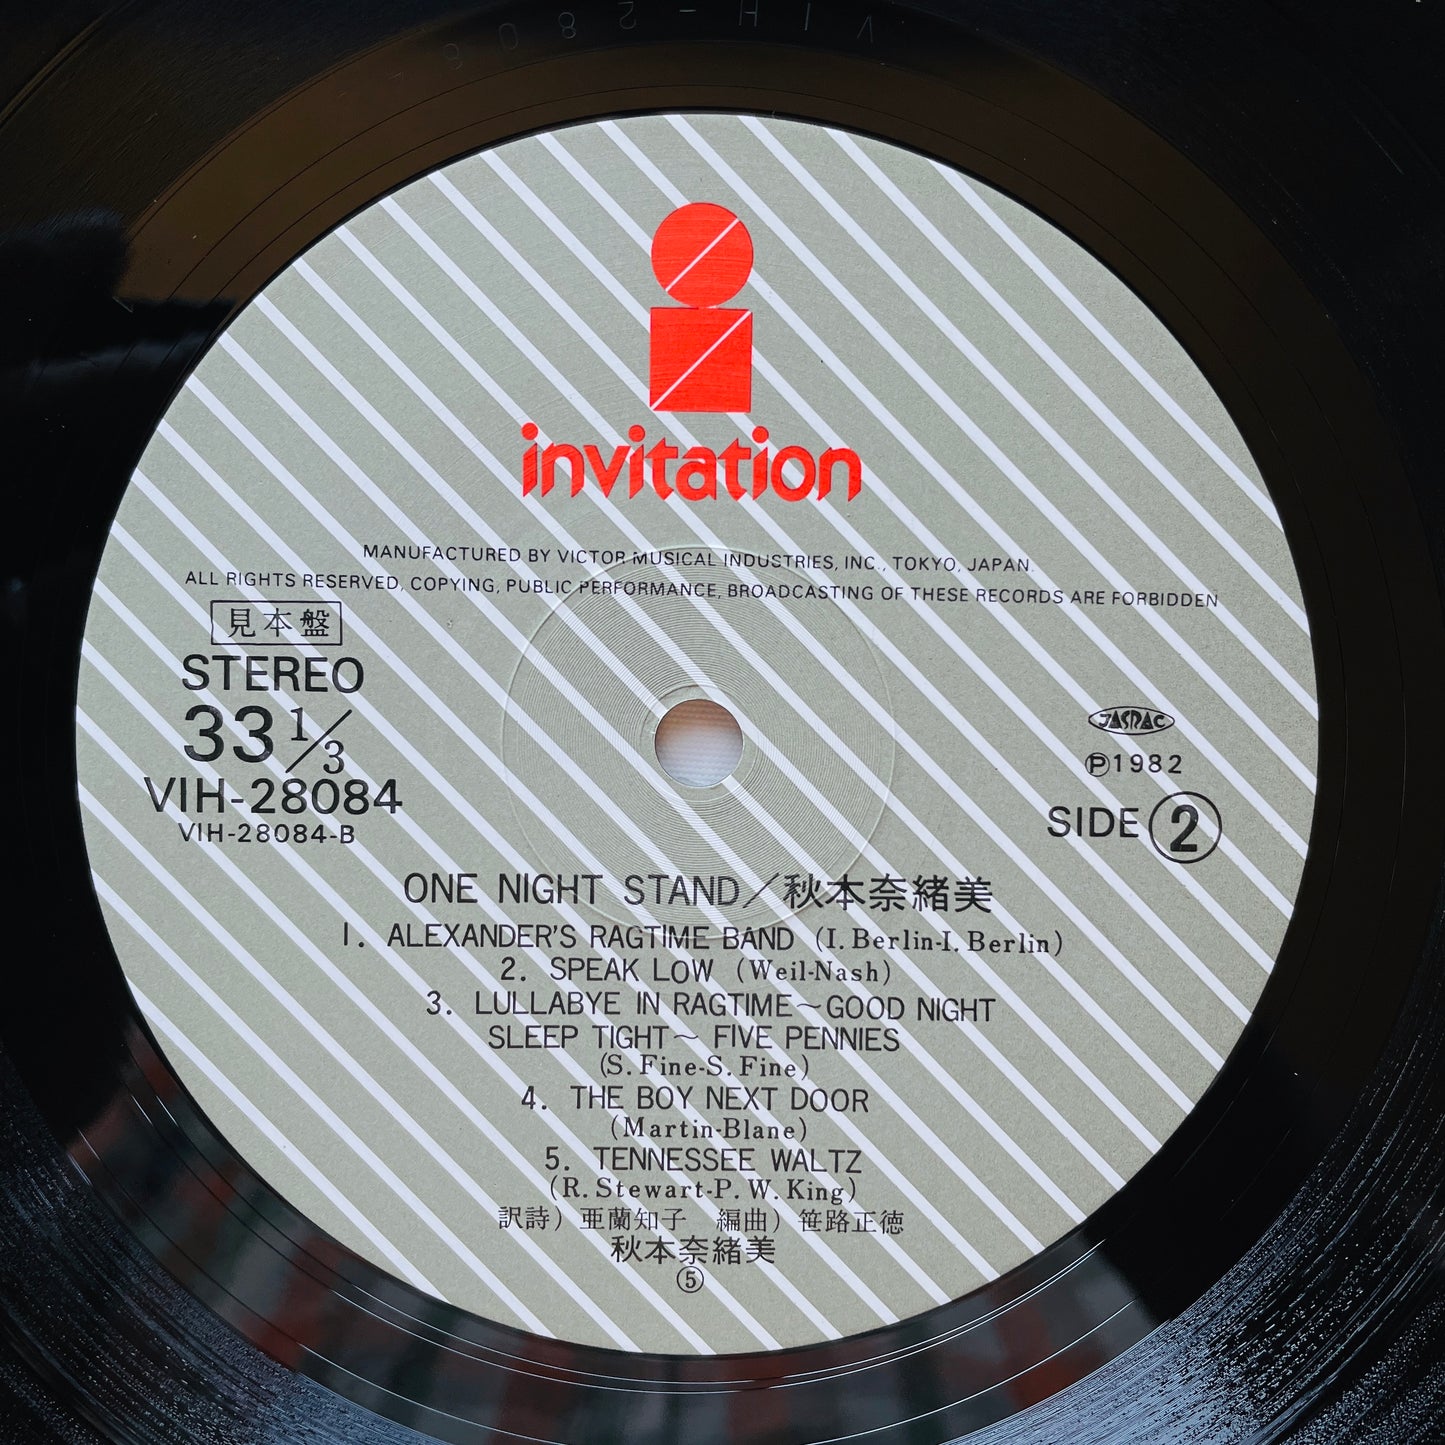 VIH-2808
invitation
MANUFACTURED BY VICTOR MUSICAL INDUSTRIES, INC., TOKYO, JAPAN.
ALL RIGHTS RESERVED, COPYING, PUBLIC PERFORMANCE, BROADCASTING OF THESE RECORDS ARE FORBIDDEN
見本盤
STEREO
33 1/3
VIH-28084
VIH-28084-B
JASRAC
Ⓟ1982
SIDE ②
ONE NIGHT STAND／秋本奈緒美
1. ALEXANDER'S RAGTIME BAND (I. Berlin-I. Berlin)
2. SPEAK LOW (Weil-Nash)
3. LULLABYE IN RAGTIME～GOOD NIGHT
SLEEP TIGHT～ FIVE PENNIES
(S. Fine-S. Fine)
4. THE BOY NEXT DOOR
(Martin-Blane)
5. TENNESSEE WALTZ
(R. Stewart-P. W. King)
訳詩）亜蘭知子　編曲）笹路正徳
秋本奈緒美
⑤